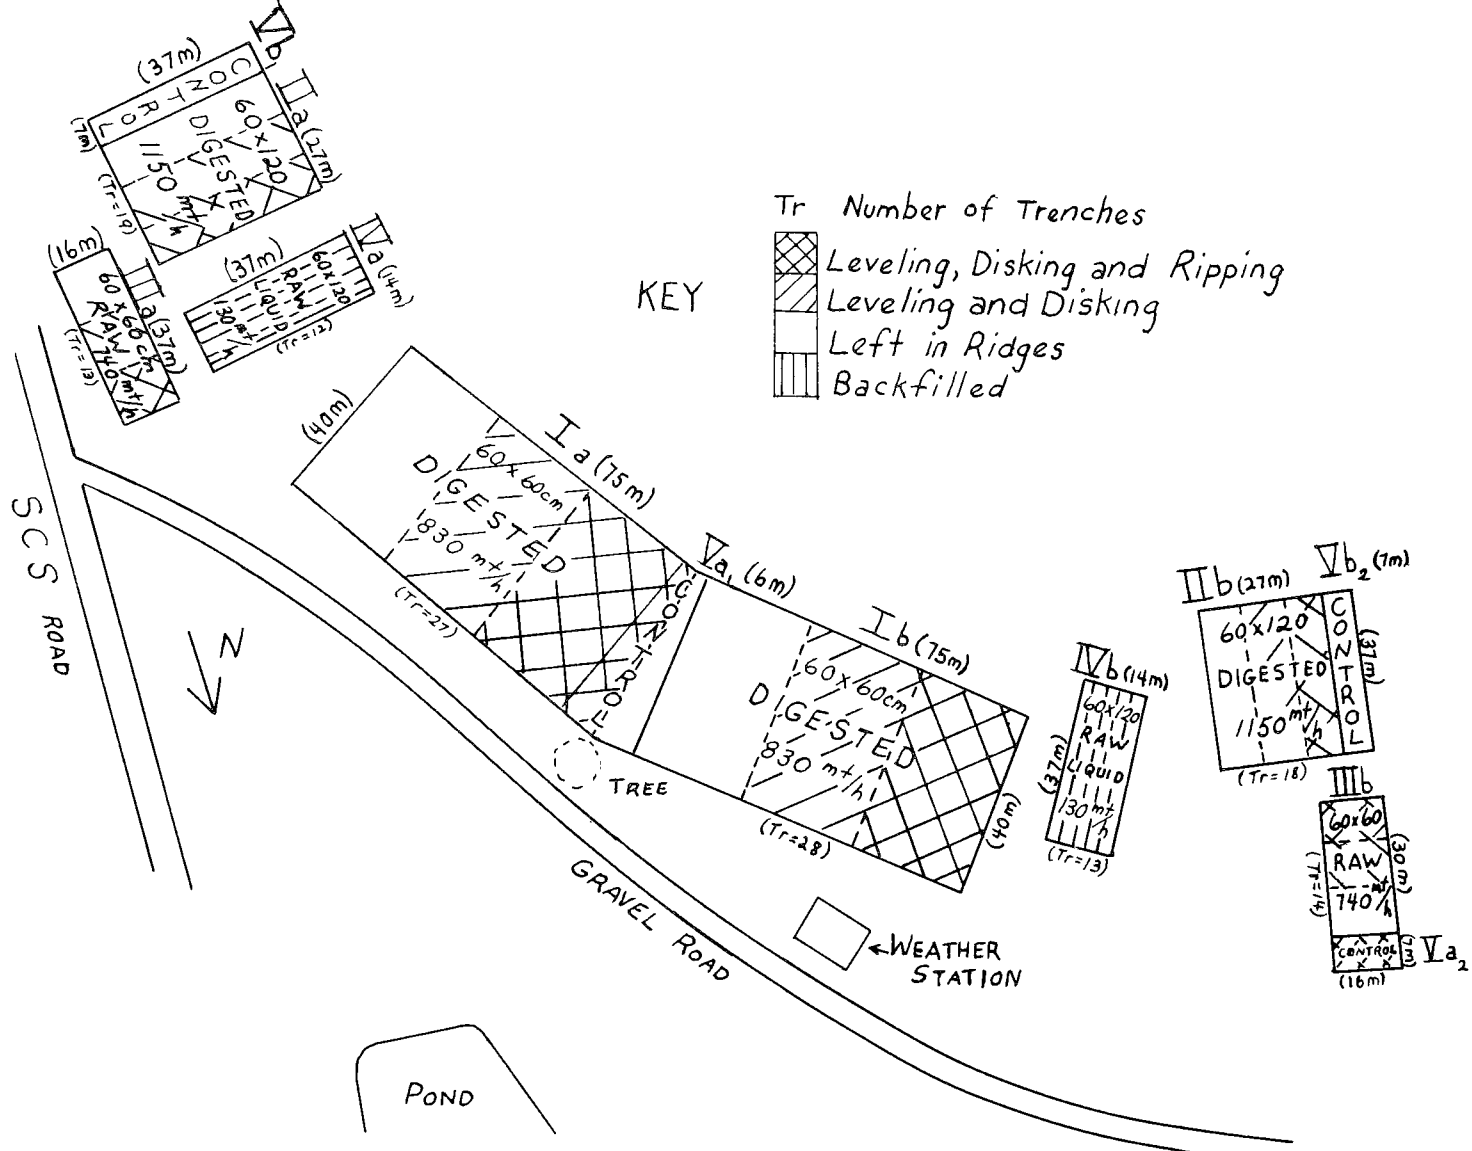 Vb₁
(37m)
CONTROL
(7m)
IIa (27m)
60x120
DIGESTED
1150 mt/h
(Tr=19)
(16m)
IIIa (37m)
60x60cm
RAW
740 mt/h
(Tr=13)
IVa (14m)
(37m)
60x120
RAW
LIQUID
130 mt/h
(Tr=12)
Tr Number of Trenches
KEY
Leveling, Disking and Ripping
Leveling and Disking
Left in Ridges
Backfilled
(40m)
Ia (75m)
60x60cm
DIGESTED
830 mt/h
(Tr=27)
Va₁ (6m)
CONTROL
Ib (75m)
60x60cm
DIGESTED
830 mt/h
(Tr=28)
(40m)
IVb (14m)
60x120
RAW
LIQUID
130 mt/h
(37m)
(Tr=13)
IIb (27m)
60x120
DIGESTED
1150 mt/h
(Tr=18)
Vb₂ (7m)
CONTROL
(37m)
IIIb
60x60
RAW
740 mt/h
(30m)
(Tr=14)
CONTROL
(7m)
Va₂
(16m)
SCS ROAD
N
TREE
GRAVEL ROAD
←WEATHER
STATION
POND